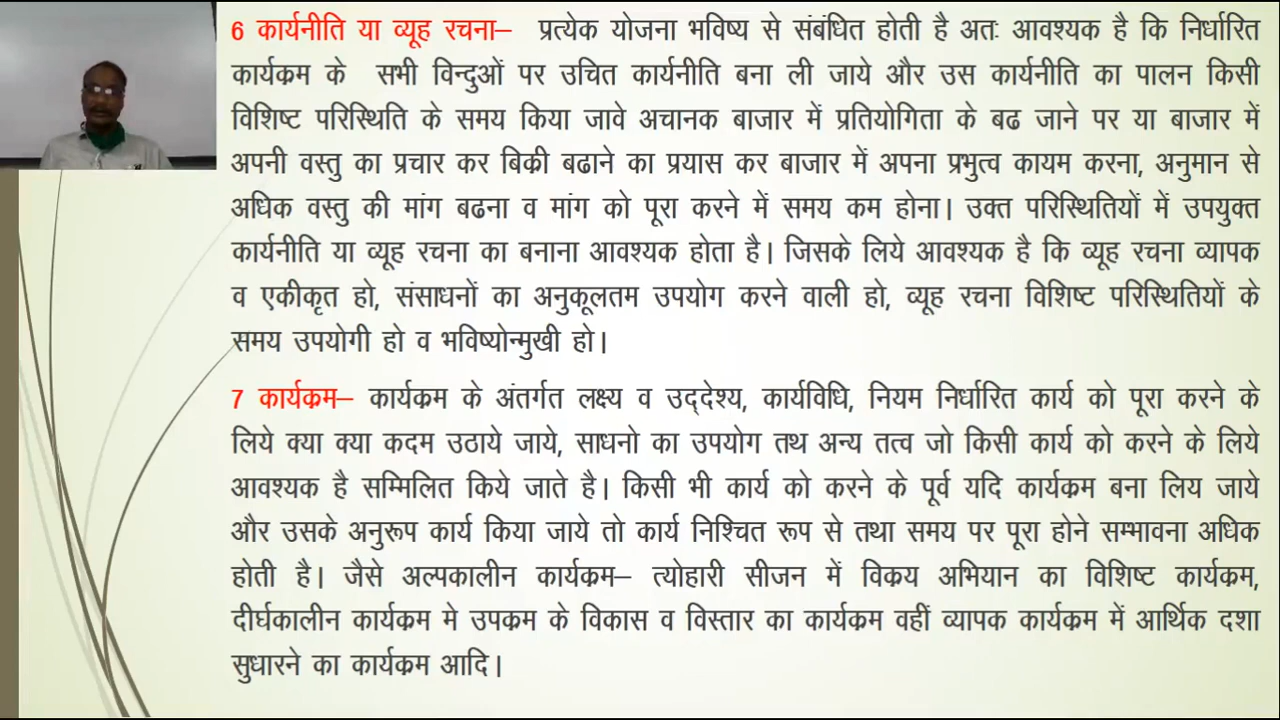 6 कार्यनीति या व्यूह रचना– प्रत्येक योजना भविष्य से संबंधित होती है अतः आवश्यक है कि निर्धारित
कार्यक्रम के सभी विन्दुओं पर उचित कार्यनीति बना ली जाये और उस कार्यनीति का पालन किसी
विशिष्ट परिस्थिति के समय किया जावे अचानक बाजार में प्रतियोगिता के बढ जाने पर या बाजार में
अपनी वस्तु का प्रचार कर बिक्री बढाने का प्रयास कर बाजार में अपना प्रभुत्व कायम करना, अनुमान से
अधिक वस्तु की मांग बढना व मांग को पूरा करने में समय कम होना। उक्त परिस्थितियों में उपयुक्त
कार्यनीति या व्यूह रचना का बनाना आवश्यक होता है। जिसके लिये आवश्यक है कि व्यूह रचना व्यापक
व एकीकृत हो, संसाधनों का अनुकूलतम उपयोग करने वाली हो, व्यूह रचना विशिष्ट परिस्थितियों के
समय उपयोगी हो व भविष्योन्मुखी हो।
7 कार्यक्रम– कार्यक्रम के अंतर्गत लक्ष्य व उद्देश्य, कार्यविधि, नियम निर्धारित कार्य को पूरा करने के
लिये क्या क्या कदम उठाये जाये, साधनो का उपयोग तथ अन्य तत्व जो किसी कार्य को करने के लिये
आवश्यक है सम्मिलित किये जाते है। किसी भी कार्य को करने के पूर्व यदि कार्यक्रम बना लिय जाये
और उसके अनुरूप कार्य किया जाये तो कार्य निश्चित रूप से तथा समय पर पूरा होने सम्भावना अधिक
होती है। जैसे अल्पकालीन कार्यक्रम– त्योहारी सीजन में विक्रय अभियान का विशिष्ट कार्यक्रम,
दीर्घकालीन कार्यक्रम मे उपक्रम के विकास व विस्तार का कार्यक्रम वहीं व्यापक कार्यक्रम में आर्थिक दशा
सुधारने का कार्यक्रम आदि।